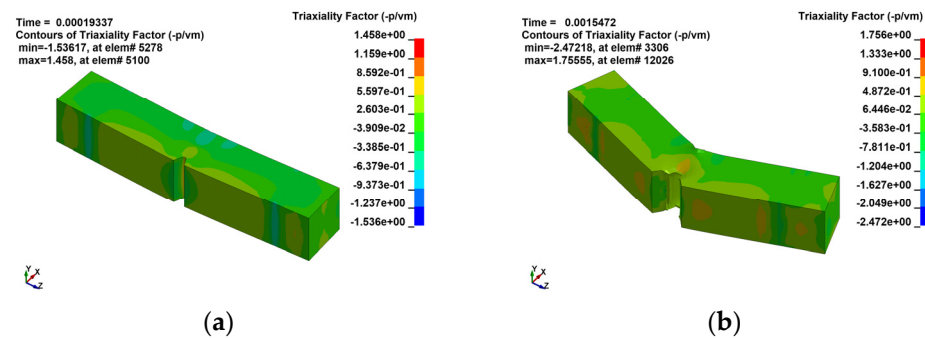 Time = 0.00019337
Contours of Triaxiality Factor (-p/vm)
min=-1.53617, at elem# 5278
max=1.458, at elem# 5100
Triaxiality Factor (-p/vm)
1.458e+00
1.159e+00
8.592e-01
5.597e-01
2.603e-01
-3.909e-02
-3.385e-01
-6.379e-01
-9.373e-01
-1.237e+00
-1.536e+00
Y
X
Z
(a)
Time = 0.0015472
Contours of Triaxiality Factor (-p/vm)
min=-2.47218, at elem# 3306
max=1.75555, at elem# 12026
Triaxiality Factor (-p/vm)
1.756e+00
1.333e+00
9.100e-01
4.872e-01
6.446e-02
-3.583e-01
-7.811e-01
-1.204e+00
-1.627e+00
-2.049e+00
-2.472e+00
Y
X
Z
(b)